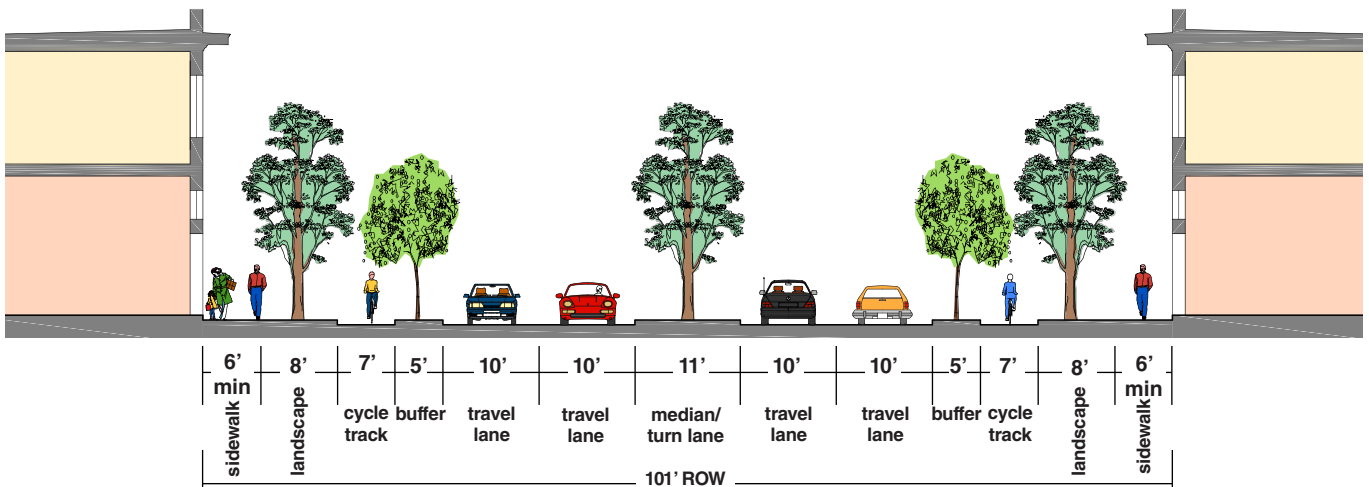 6’ 8’ 7’ 5’ 10’ 10’ 11’ 10’ 10’ 5’ 7’ 8’ 6’
min min
sidewalk landscape cycle buffer travel travel median/ travel travel buffer cycle landscape sidewalk
track lane lane turn lane lane lane track
101’ ROW